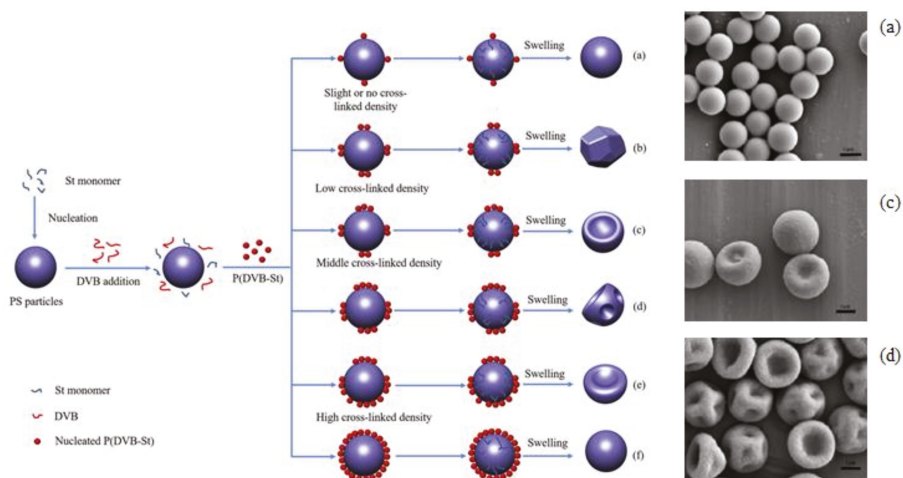 St monomer
Nucleation
PS particles
DVB addition
P(DVB-St)
St monomer
DVB
Nucleated P(DVB-St)
Swelling
(a)
Slight or no cross-
linked density
Swelling
(b)
Low cross-linked density
Swelling
(c)
Middle cross-linked density
Swelling
(d)
Swelling
(e)
High cross-linked density
Swelling
(f)
(a)
(c)
(d)